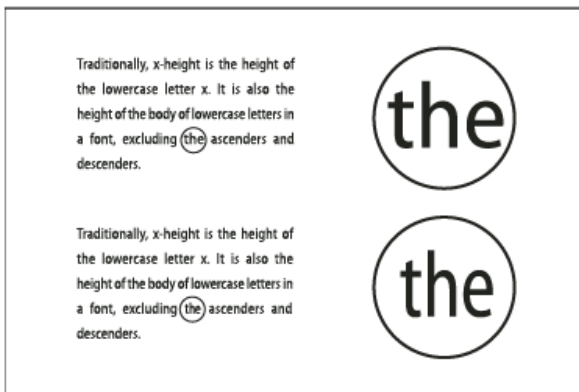 Traditionally, x-height is the height of
the lowercase letter x. It is also the
height of the body of lowercase letters in
a font, excluding the ascenders and
descenders.
the
Traditionally, x-height is the height of
the lowercase letter x. It is also the
height of the body of lowercase letters in
a font, excluding the ascenders and
descenders.
the